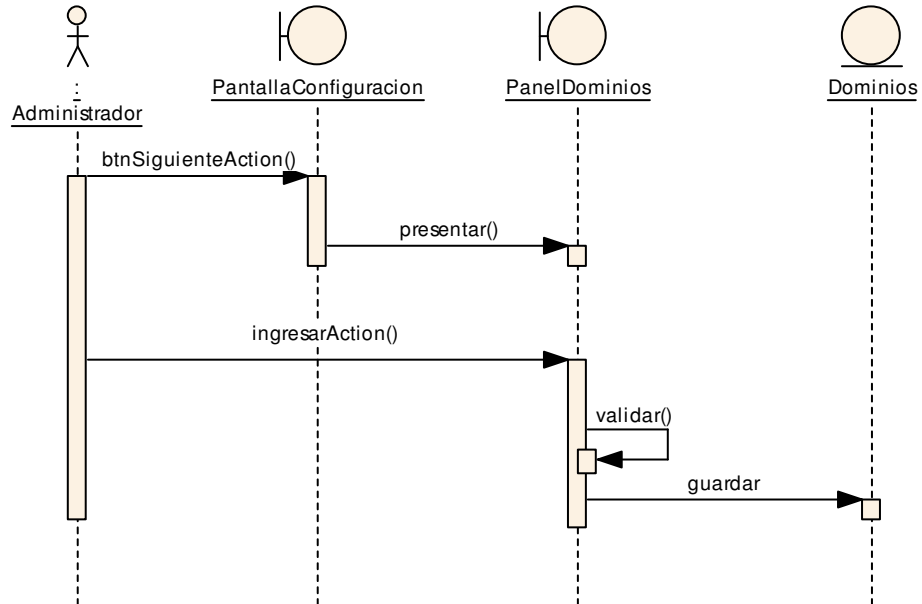 :
Administrador
PantallaConfiguracion
PanelDominios
Dominios
btnSiguienteAction()
presentar()
ingresarAction()
validar()
guardar